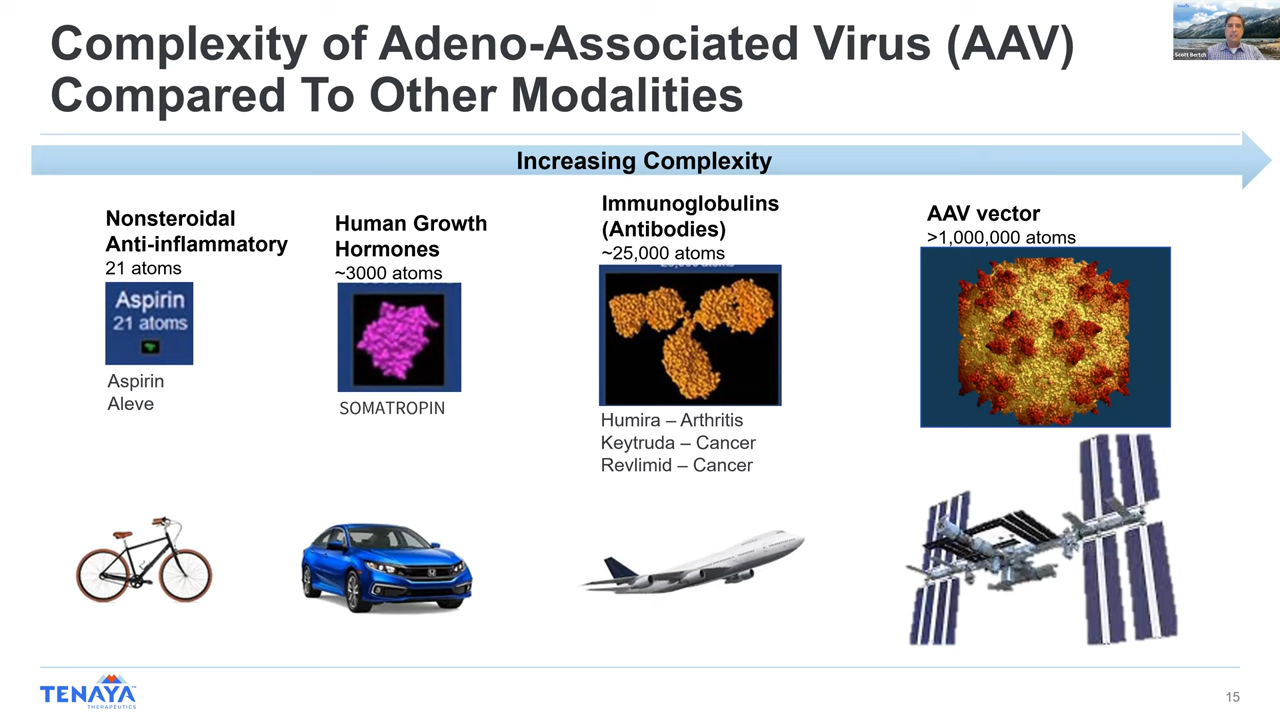 Complexity of Adeno-Associated Virus (AAV)
Compared To Other Modalities
Scott Bertch
Increasing Complexity
Nonsteroidal
Anti-inflammatory
21 atoms
Aspirin
21 atoms
Aspirin
Aleve
Human Growth
Hormones
~3000 atoms
SOMATROPIN
Immunoglobulins
(Antibodies)
~25,000 atoms
Humira – Arthritis
Keytruda – Cancer
Revlimid – Cancer
AAV vector
>1,000,000 atoms
TENAYA
THERAPEUTICS
15